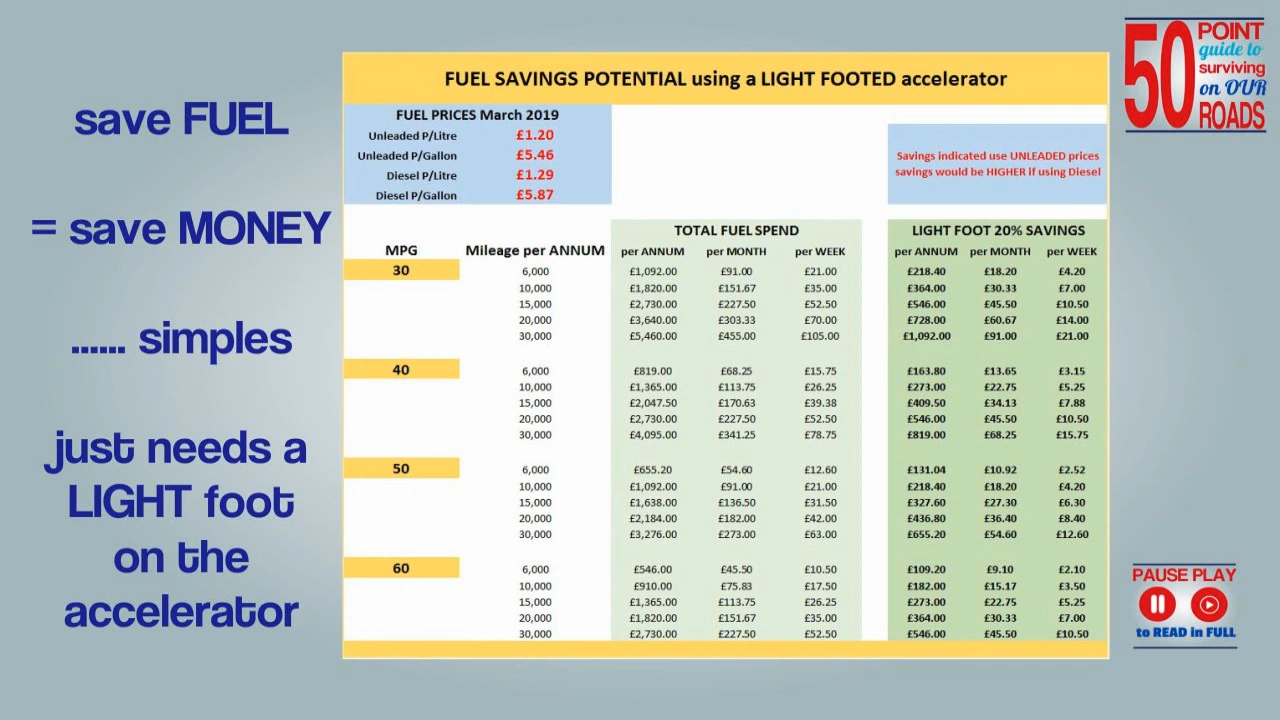 save FUEL
= save MONEY
...... simples
just needs a
LIGHT foot
on the
accelerator
FUEL SAVINGS POTENTIAL using a LIGHT FOOTED accelerator
FUEL PRICES March 2019
Unleaded P/Litre £1.20
Unleaded P/Gallon £5.46
Diesel P/Litre £1.29
Diesel P/Gallon £5.87
Savings indicated use UNLEADED prices
savings would be HIGHER if using Diesel
TOTAL FUEL SPEND LIGHT FOOT 20% SAVINGS
MPG Mileage per ANNUM per ANNUM per MONTH per WEEK per ANNUM per MONTH per WEEK
30 6,000 £1,092.00 £91.00 £21.00 £218.40 £18.20 £4.20
10,000 £1,820.00 £151.67 £35.00 £364.00 £30.33 £7.00
15,000 £2,730.00 £227.50 £52.50 £546.00 £45.50 £10.50
20,000 £3,640.00 £303.33 £70.00 £728.00 £60.67 £14.00
30,000 £5,460.00 £455.00 £105.00 £1,092.00 £91.00 £21.00
40 6,000 £819.00 £68.25 £15.75 £163.80 £13.65 £3.15
10,000 £1,365.00 £113.75 £26.25 £273.00 £22.75 £5.25
15,000 £2,047.50 £170.63 £39.38 £409.50 £34.13 £7.88
20,000 £2,730.00 £227.50 £52.50 £546.00 £45.50 £10.50
30,000 £4,095.00 £341.25 £78.75 £819.00 £68.25 £15.75
50 6,000 £655.20 £54.60 £12.60 £131.04 £10.92 £2.52
10,000 £1,092.00 £91.00 £21.00 £218.40 £18.20 £4.20
15,000 £1,638.00 £136.50 £31.50 £327.60 £27.30 £6.30
20,000 £2,184.00 £182.00 £42.00 £436.80 £36.40 £8.40
30,000 £3,276.00 £273.00 £63.00 £655.20 £54.60 £12.60
60 6,000 £546.00 £45.50 £10.50 £109.20 £9.10 £2.10
10,000 £910.00 £75.83 £17.50 £182.00 £15.17 £3.50
15,000 £1,365.00 £113.75 £26.25 £273.00 £22.75 £5.25
20,000 £1,820.00 £151.67 £35.00 £364.00 £30.33 £7.00
30,000 £2,730.00 £227.50 £52.50 £546.00 £45.50 £10.50
50 POINT
guide to
surviving
on OUR
ROADS
PAUSE PLAY
to READ in FULL